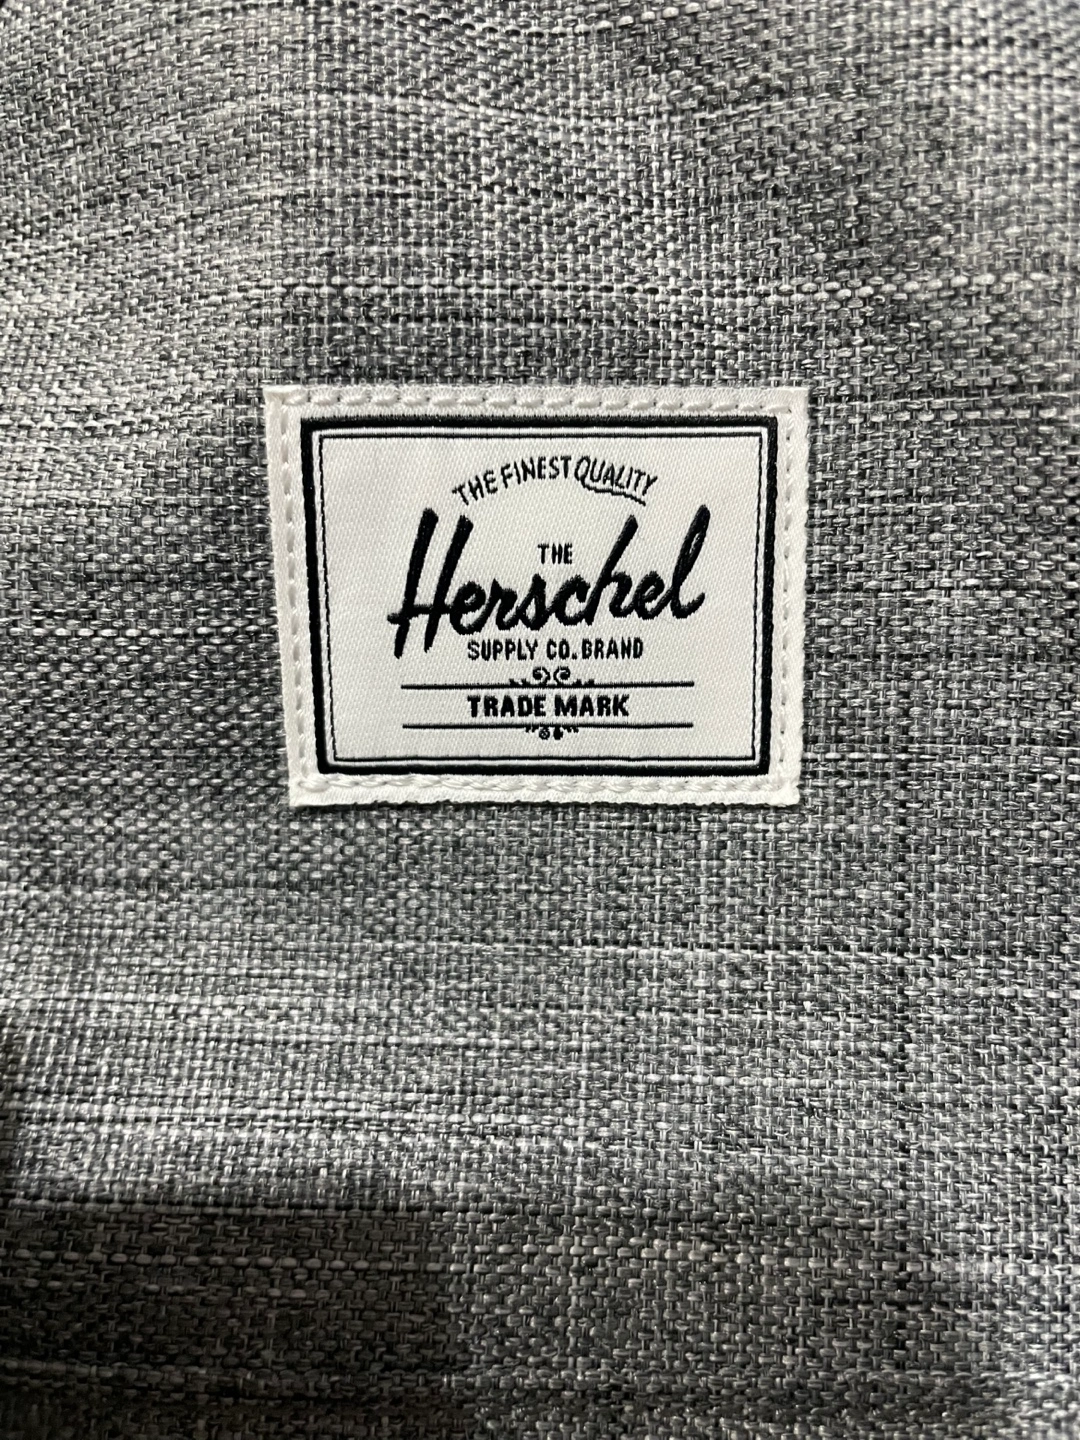 THE FINEST QUALITY
THE
Herschel
SUPPLY CO. BRAND
TRADE MARK